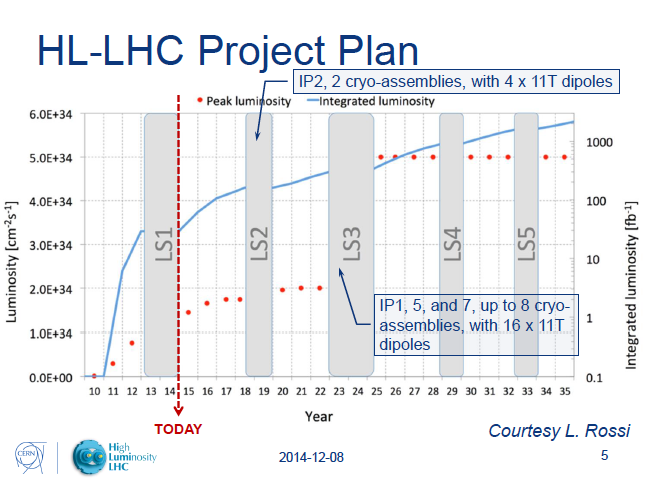 HL-LHC Project Plan
IP2, 2 cryo-assemblies, with 4 x 11T dipoles
Peak luminosity
Integrated luminosity
6.0E+34
5.0E+34
4.0E+34
3.0E+34
2.0E+34
1.0E+34
0.0E+00
Luminosity [cm-2s-1]
LS1
LS2
LS3
LS4
LS5
1000
100
10
1
0.1
Integrated luminosity [fb-1]
IP1, 5, and 7, up to 8 cryo-
assemblies, with 16 x 11T
dipoles
10 11 12 13 14 15 16 17 18 19 20 21 22 23 24 25 26 27 28 29 30 31 32 33 34 35
Year
TODAY
Courtesy L. Rossi
CERN
High
Luminosity
LHC
2014-12-08
5